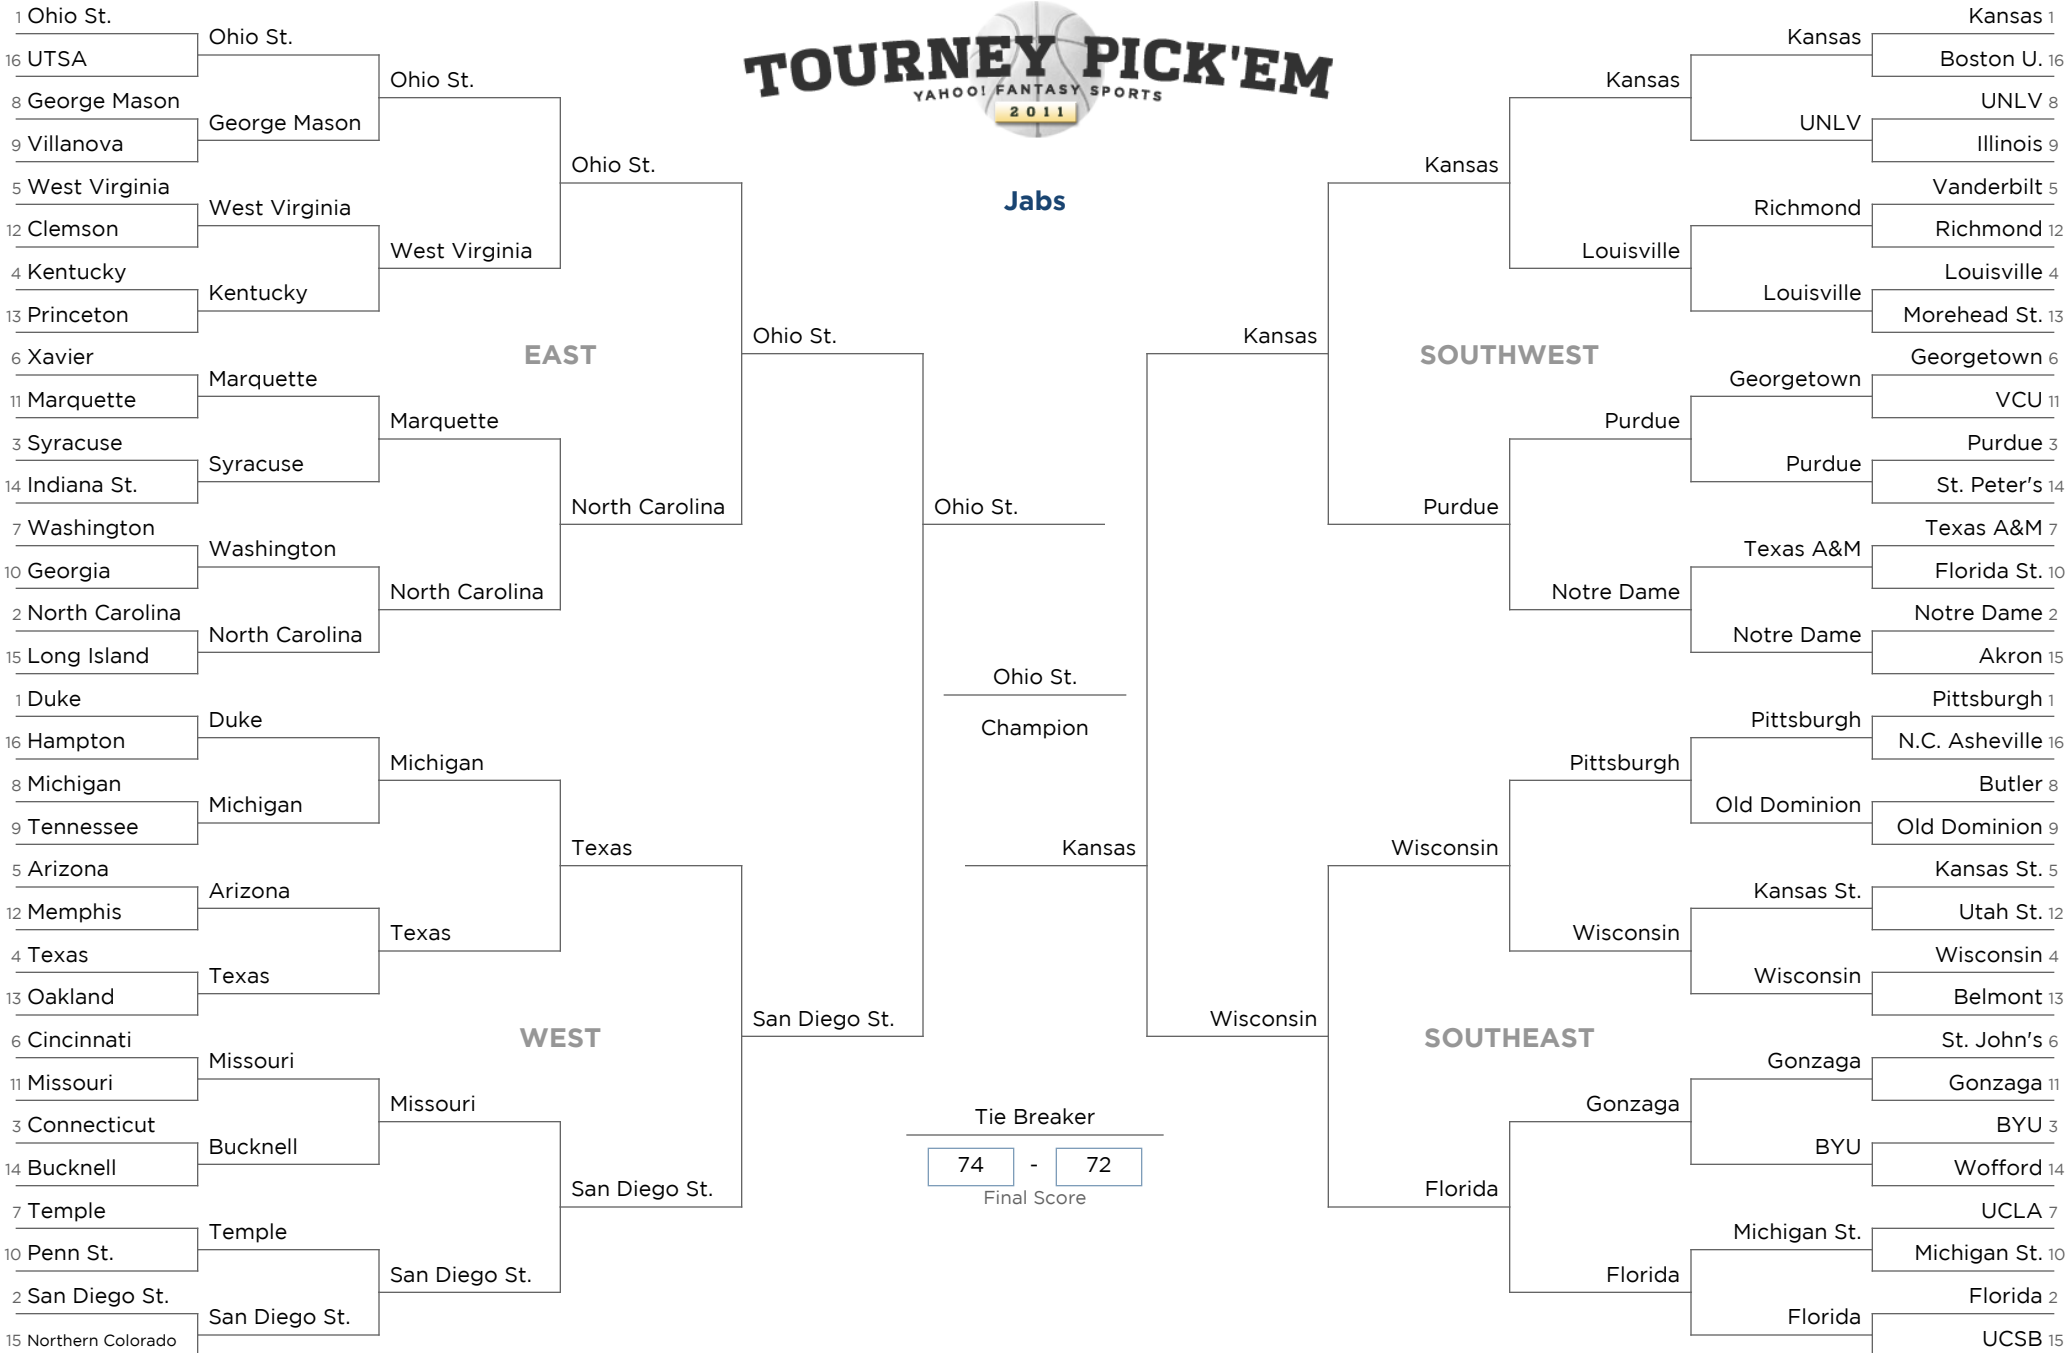 TOURNEY PICK'EM
YAHOO! FANTASY SPORTS
2011
Jabs
1 Ohio St.
16 UTSA
8 George Mason
9 Villanova
5 West Virginia
12 Clemson
4 Kentucky
13 Princeton
6 Xavier
11 Marquette
3 Syracuse
14 Indiana St.
7 Washington
10 Georgia
2 North Carolina
15 Long Island
Ohio St.
George Mason
West Virginia
Kentucky
Marquette
Syracuse
Washington
North Carolina
Ohio St.
West Virginia
Marquette
North Carolina
Ohio St.
North Carolina
EAST
Ohio St.
1 Duke
16 Hampton
8 Michigan
9 Tennessee
5 Arizona
12 Memphis
4 Texas
13 Oakland
6 Cincinnati
11 Missouri
3 Connecticut
14 Bucknell
7 Temple
10 Penn St.
2 San Diego St.
15 Northern Colorado
Duke
Michigan
Arizona
Texas
Missouri
Bucknell
Temple
San Diego St.
Michigan
Texas
Missouri
San Diego St.
Texas
San Diego St.
WEST
San Diego St.
Ohio St.
Ohio St.
Champion
Kansas
Tie Breaker
74 - 72
Final Score
Kansas 1
Boston U. 16
UNLV 8
Illinois 9
Vanderbilt 5
Richmond 12
Louisville 4
Morehead St. 13
Georgetown 6
VCU 11
Purdue 3
St. Peter's 14
Texas A&M 7
Florida St. 10
Notre Dame 2
Akron 15
Kansas
UNLV
Richmond
Louisville
Georgetown
Purdue
Texas A&M
Notre Dame
Kansas
Louisville
Purdue
Notre Dame
Kansas
Purdue
SOUTHWEST
Kansas
Pittsburgh 1
N.C. Asheville 16
Butler 8
Old Dominion 9
Kansas St. 5
Utah St. 12
Wisconsin 4
Belmont 13
St. John's 6
Gonzaga 11
BYU 3
Wofford 14
UCLA 7
Michigan St. 10
Florida 2
UCSB 15
Pittsburgh
Old Dominion
Kansas St.
Wisconsin
Gonzaga
BYU
Michigan St.
Florida
Pittsburgh
Wisconsin
Gonzaga
Florida
Wisconsin
Florida
SOUTHEAST
Wisconsin